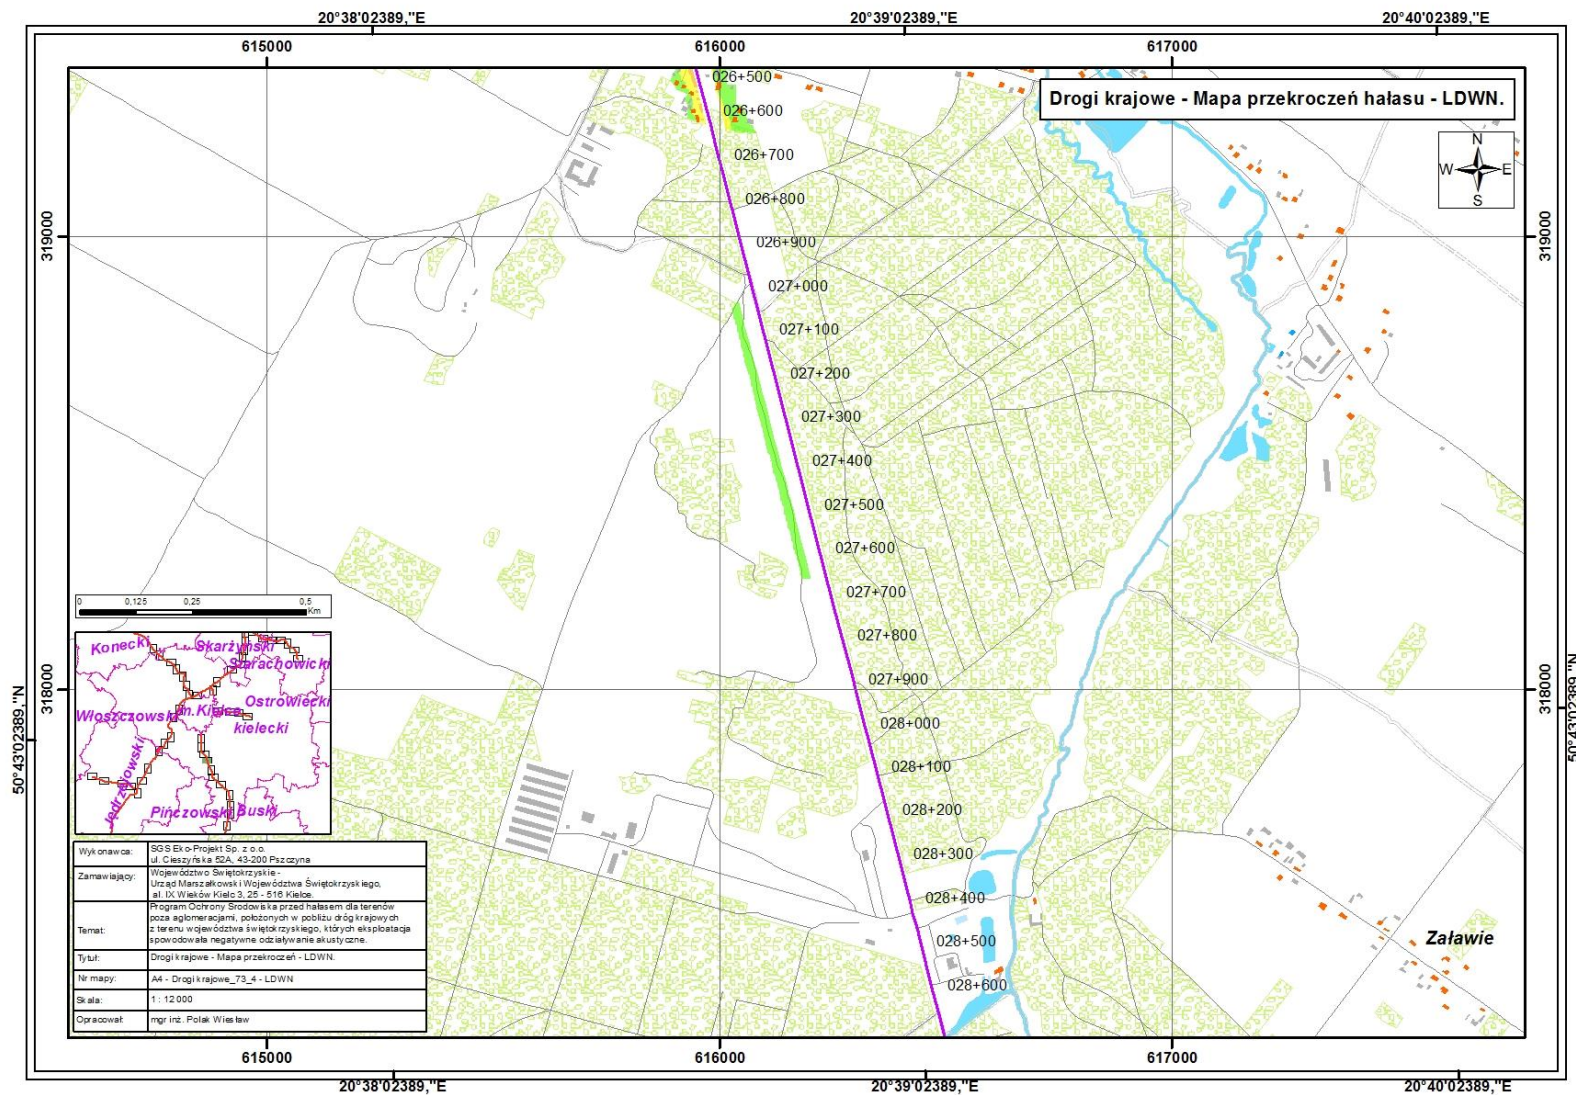 20°38'02389,"E
20°39'02389,"E
20°40'02389,"E
615000
616000
617000
Drogi krajowe - Mapa przekroczeń hałasu - LDWN.
N
W
E
S
026+500
026+600
026+700
026+800
026+900
027+000
027+100
027+200
027+300
027+400
027+500
027+600
027+700
027+800
027+900
028+000
028+100
028+200
028+300
028+400
028+500
028+600
319000
319000
318000
318000
50°43'02389,"N
50°43'02389,"N
Załawie
0
0,125
0,25
0,5
Km
Konecki
Skarżyński
Starachowicki
Ostrowiecki
Włoszczowski
m.Kielce
kielecki
Jędrzejowski
Pińczowski
Buski
Wykonawca:
SGS Eko-Projekt Sp. z o.o.
ul. Cieszyńska 52A, 43-200 Pszczyna
Zamawiający:
Województwo Świętokrzyskie -
Urząd Marszałkowski Województwa Świętokrzyskiego,
al. IX Wieków Kielc 3, 25 - 516 Kielce.
Temat:
Program Ochrony Środowiska przed hałasem dla terenów
poza aglomeracjami, położonych w pobliżu dróg krajowych
z terenu województwa świętokrzyskiego, których eksploatacja
spowodowała negatywne odziaływanie akustyczne.
Tytuł:
Drogi krajowe - Mapa przekroczeń - LDWN.
Nr mapy:
A4 - Drogi krajowe_73_4 - LDWN
Skala:
1 : 12 000
Opracował:
mgr inż. Polak Wiesław
615000
616000
617000
20°38'02389,"E
20°39'02389,"E
20°40'02389,"E